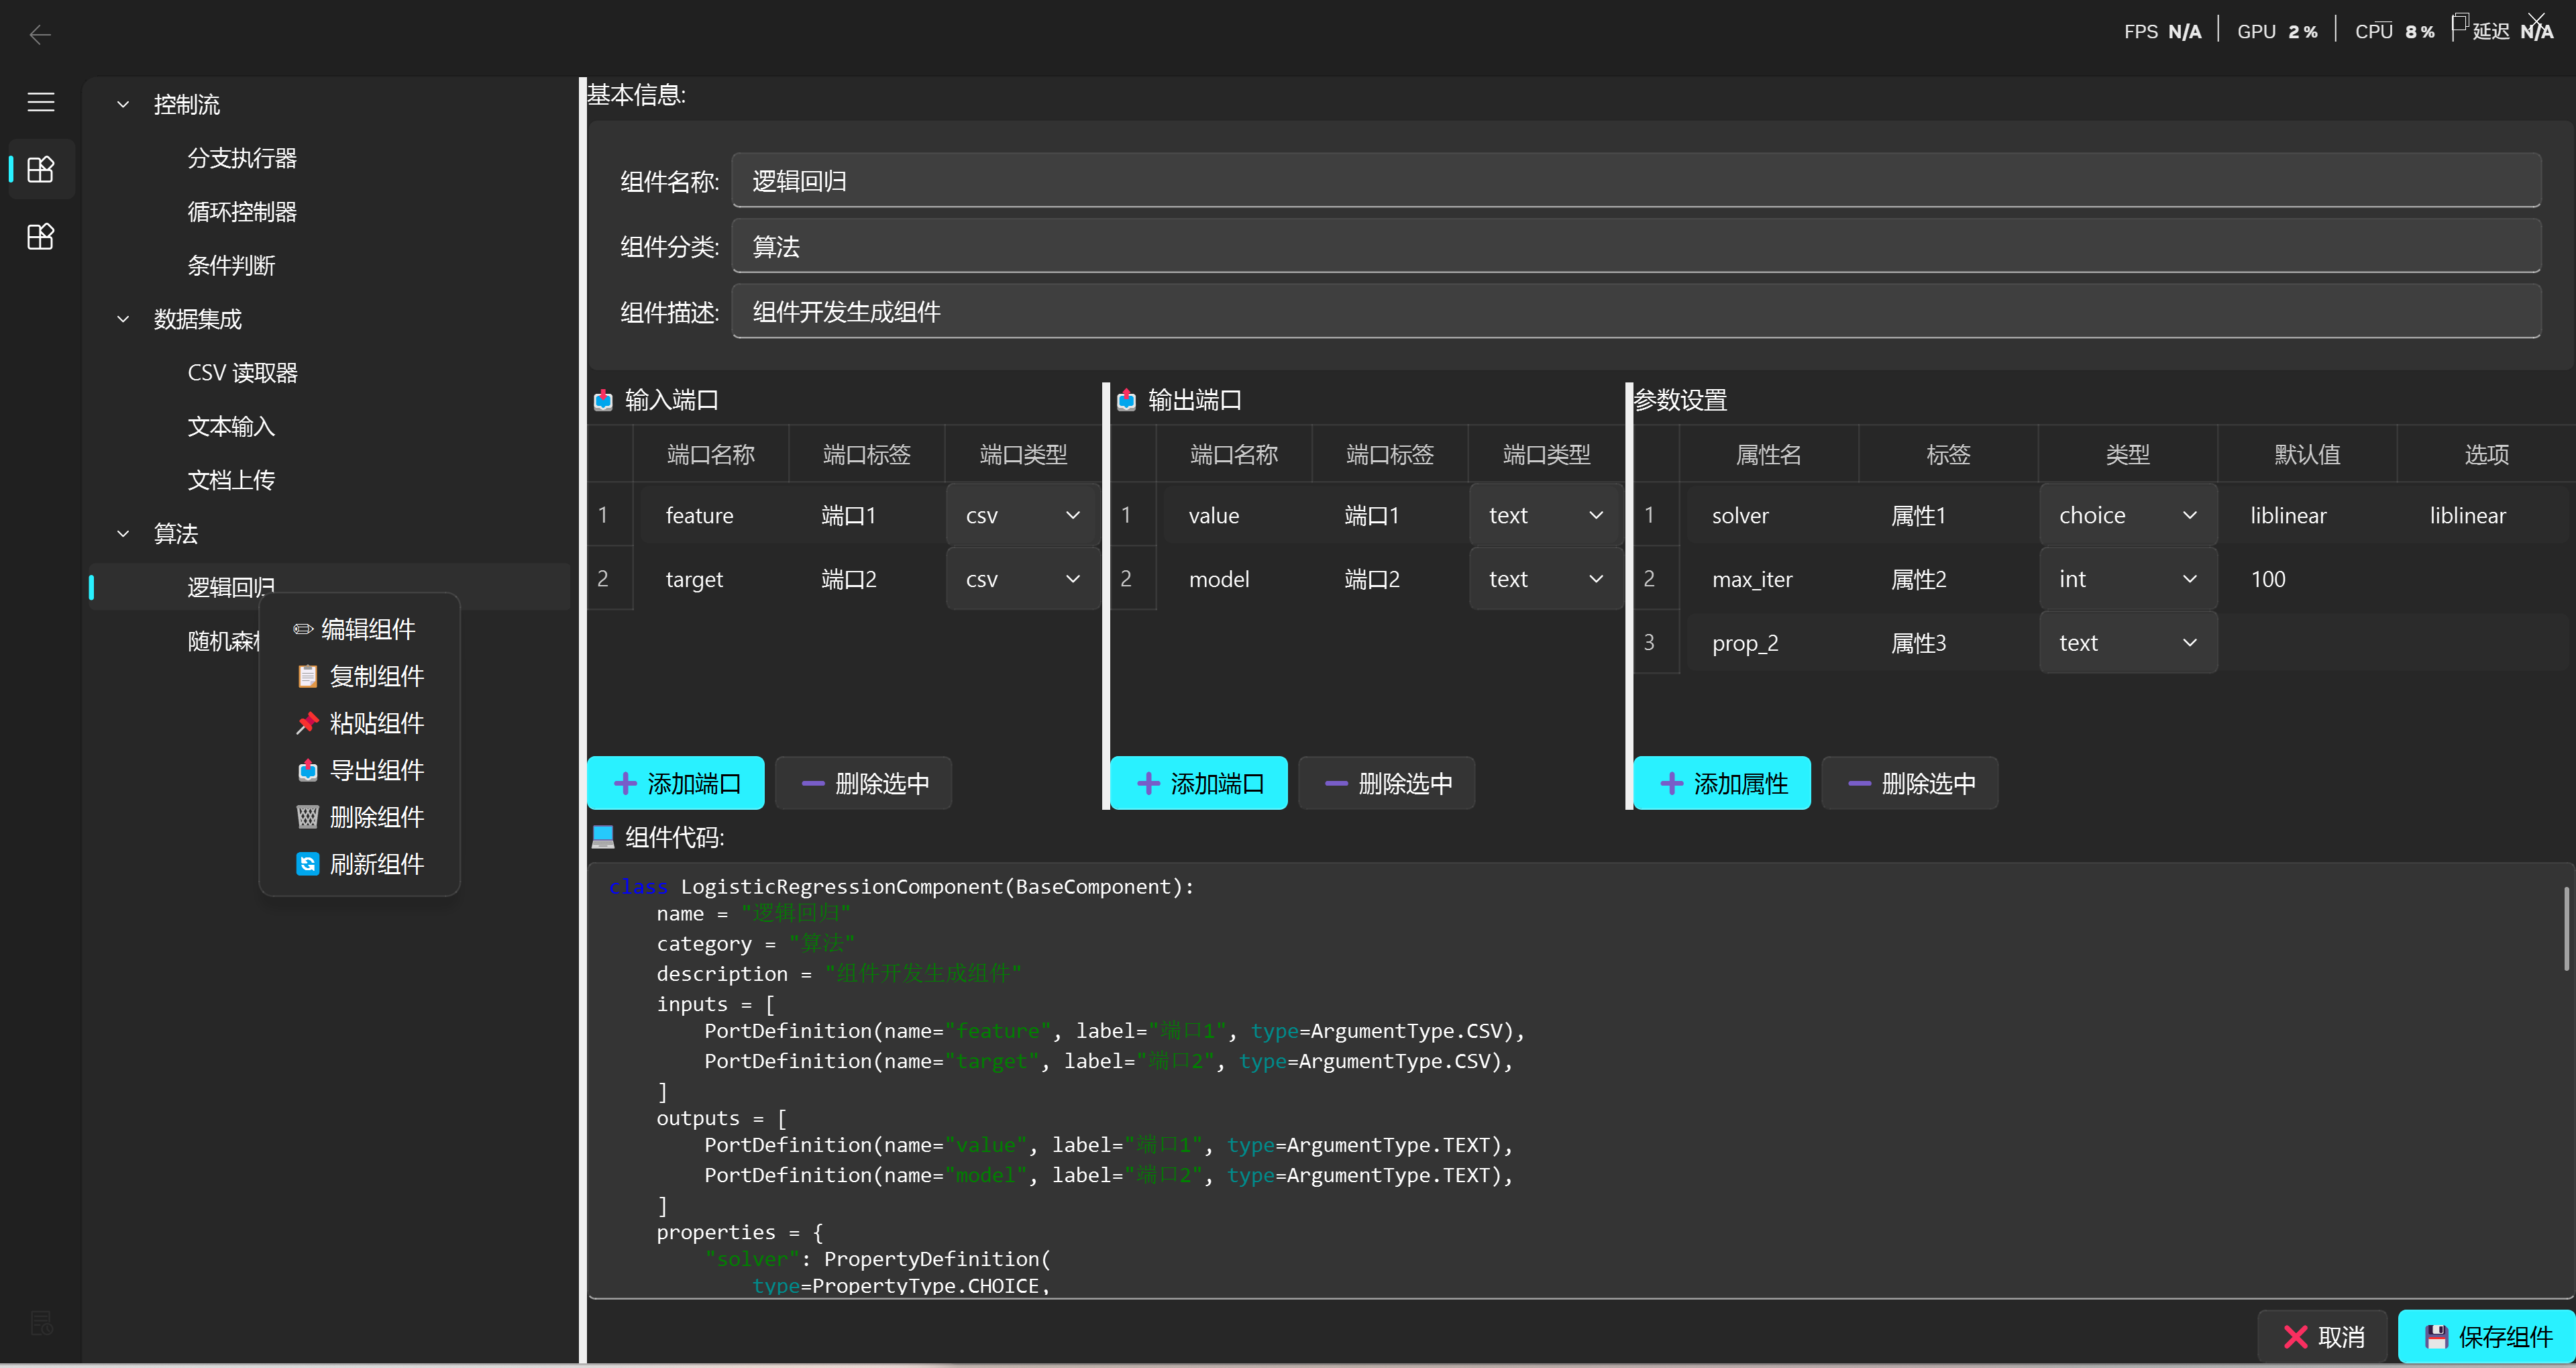 FPS N/A GPU 2 % CPU 8 % 延迟 N/A
控制流
分支执行器
循环控制器
条件判断
数据集成
CSV 读取器
文本输入
文档上传
算法
逻辑回归
随机森
✏ 编辑组件
📋 复制组件
📌 粘贴组件
📤 导出组件
🗑 删除组件
🔄 刷新组件
基本信息:
组件名称: 逻辑回归
组件分类: 算法
组件描述: 组件开发生成组件
📥 输入端口
端口名称 端口标签 端口类型
1 feature 端口1 csv
2 target 端口2 csv
➕ 添加端口 ➖ 删除选中
📤 输出端口
端口名称 端口标签 端口类型
1 value 端口1 text
2 model 端口2 text
➕ 添加端口 ➖ 删除选中
参数设置
属性名 标签 类型 默认值 选项
1 solver 属性1 choice liblinear liblinear
2 max_iter 属性2 int 100
3 prop_2 属性3 text
➕ 添加属性 ➖ 删除选中
💻 组件代码:
class LogisticRegressionComponent(BaseComponent):
    name = "逻辑回归"
    category = "算法"
    description = "组件开发生成组件"
    inputs = [
        PortDefinition(name="feature", label="端口1", type=ArgumentType.CSV),
        PortDefinition(name="target", label="端口2", type=ArgumentType.CSV),
    ]
    outputs = [
        PortDefinition(name="value", label="端口1", type=ArgumentType.TEXT),
        PortDefinition(name="model", label="端口2", type=ArgumentType.TEXT),
    ]
    properties = {
        "solver": PropertyDefinition(
            type=PropertyType.CHOICE,
❌ 取消 💾 保存组件